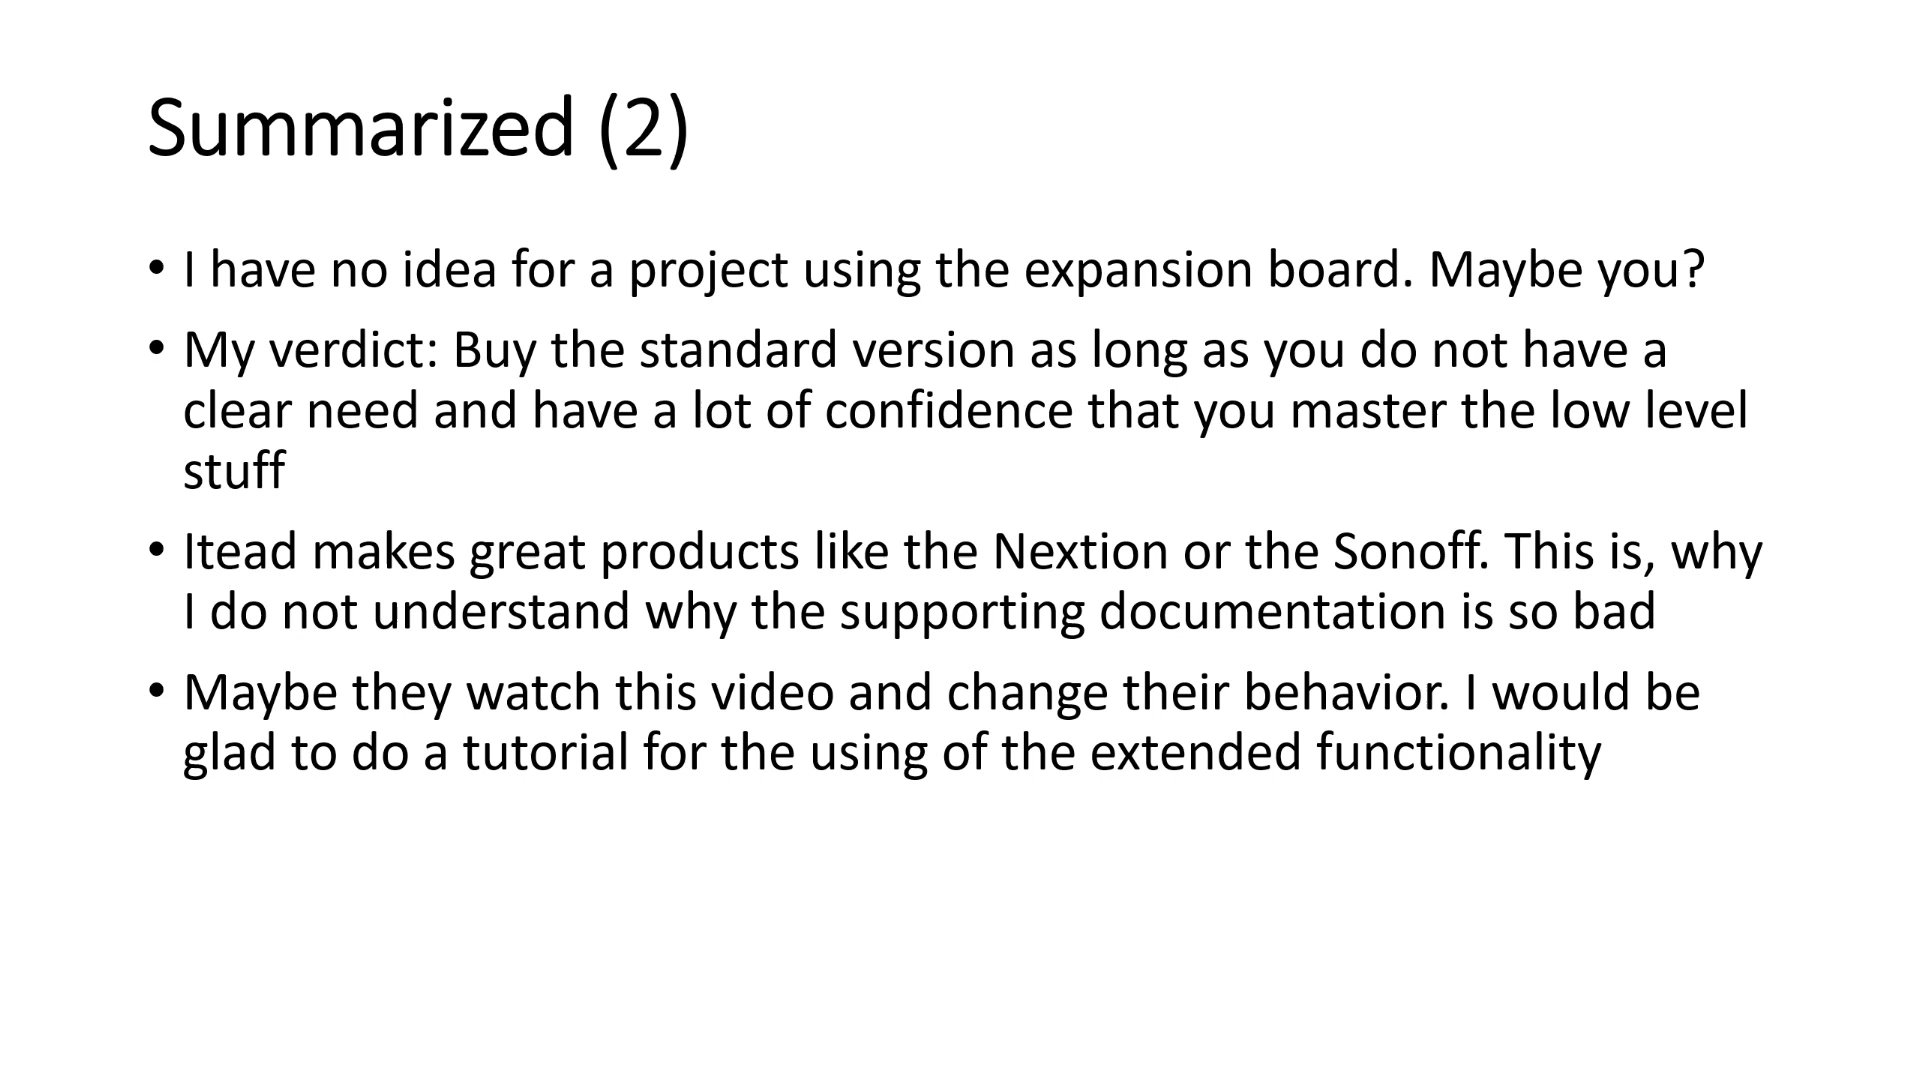 Summarized (2)
• I have no idea for a project using the expansion board. Maybe you?
• My verdict: Buy the standard version as long as you do not have a
clear need and have a lot of confidence that you master the low level
stuff
• Itead makes great products like the Nextion or the Sonoff. This is, why
I do not understand why the supporting documentation is so bad
• Maybe they watch this video and change their behavior. I would be
glad to do a tutorial for the using of the extended functionality